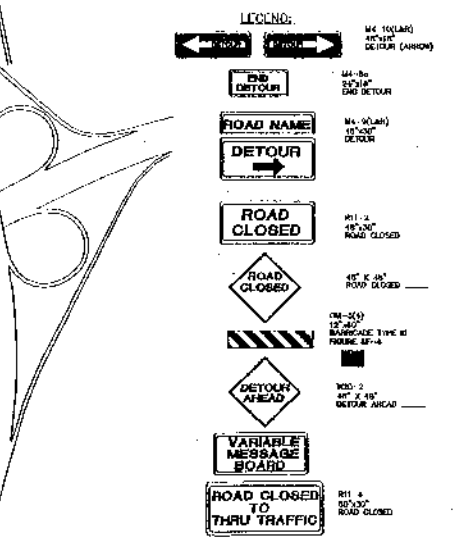 LEGEND:
DETOUR
DETOUR
M4-10(L&R)
48"x18"
DETOUR (ARROW)
END
DETOUR
M4-8a
24"x18"
END DETOUR
ROAD NAME
DETOUR
M4-9(L&R)
DETOUR
ROAD
CLOSED
R11-2
48"x30"
ROAD CLOSED
ROAD
CLOSED
48" X 48"
ROAD CLOSED ____
BARRICADE TYPE III
DETOUR
AHEAD
48" X 48"
DETOUR AHEAD ____
VARIABLE
MESSAGE
BOARD
ROAD CLOSED
TO
THRU TRAFFIC
R11-4
60"x30"
ROAD CLOSED